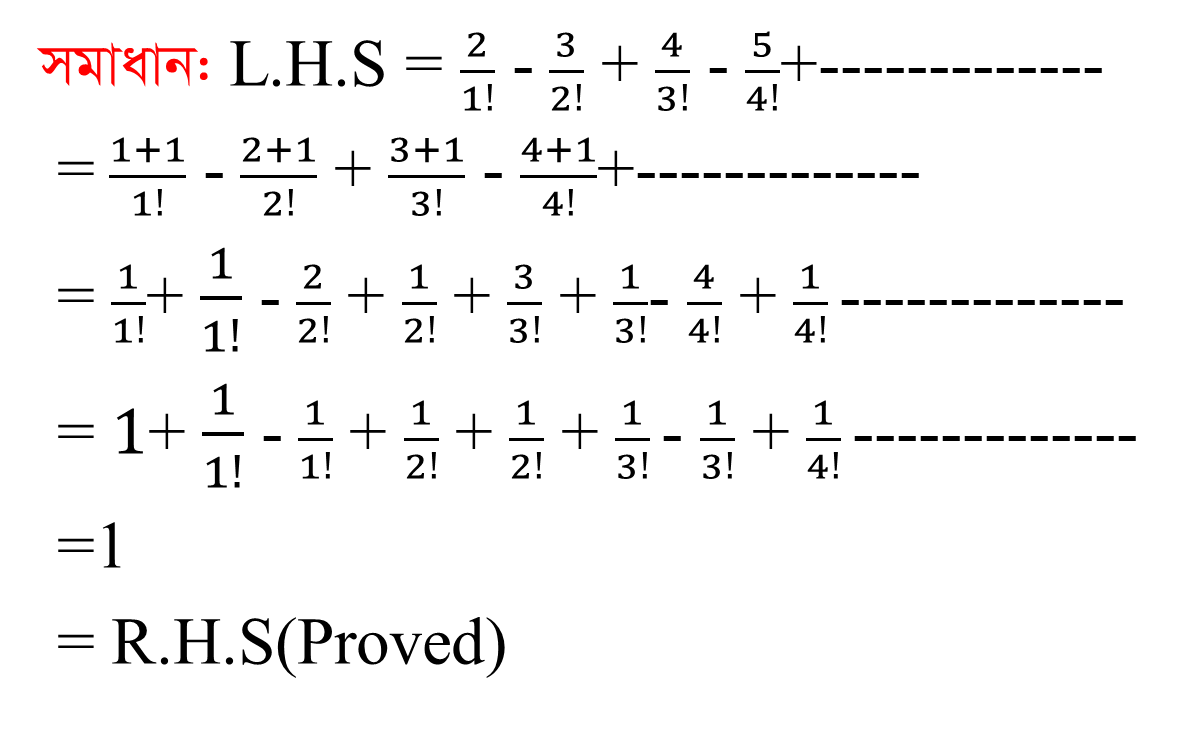 সমাধানঃ L.H.S = 2/1! - 3/2! + 4/3! - 5/4!+-------------
= 1+1/1! - 2+1/2! + 3+1/3! - 4+1/4!+-------------
= 1/1!+ 1/1! - 2/2! + 1/2! + 3/3! + 1/3!- 4/4! + 1/4! -------------
= 1+ 1/1! - 1/1! + 1/2! + 1/2! + 1/3!- 1/3! + 1/4! -------------
=1
= R.H.S(Proved)